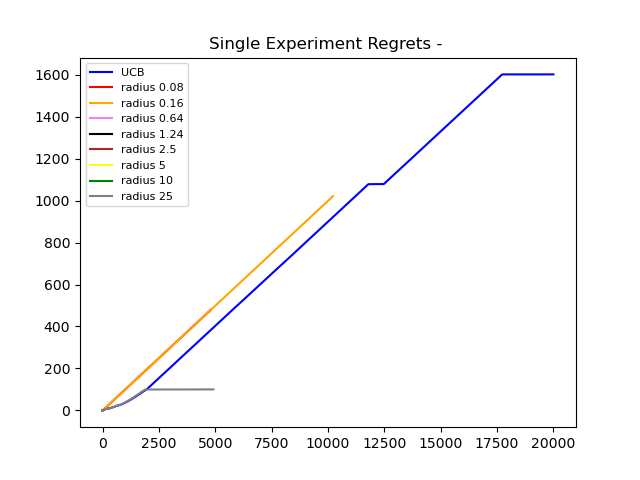 Single Experiment Regrets -
1600
1400
1200
1000
800
600
400
200
0
UCB
radius 0.08
radius 0.16
radius 0.64
radius 1.24
radius 2.5
radius 5
radius 10
radius 25
0 2500 5000 7500 10000 12500 15000 17500 20000